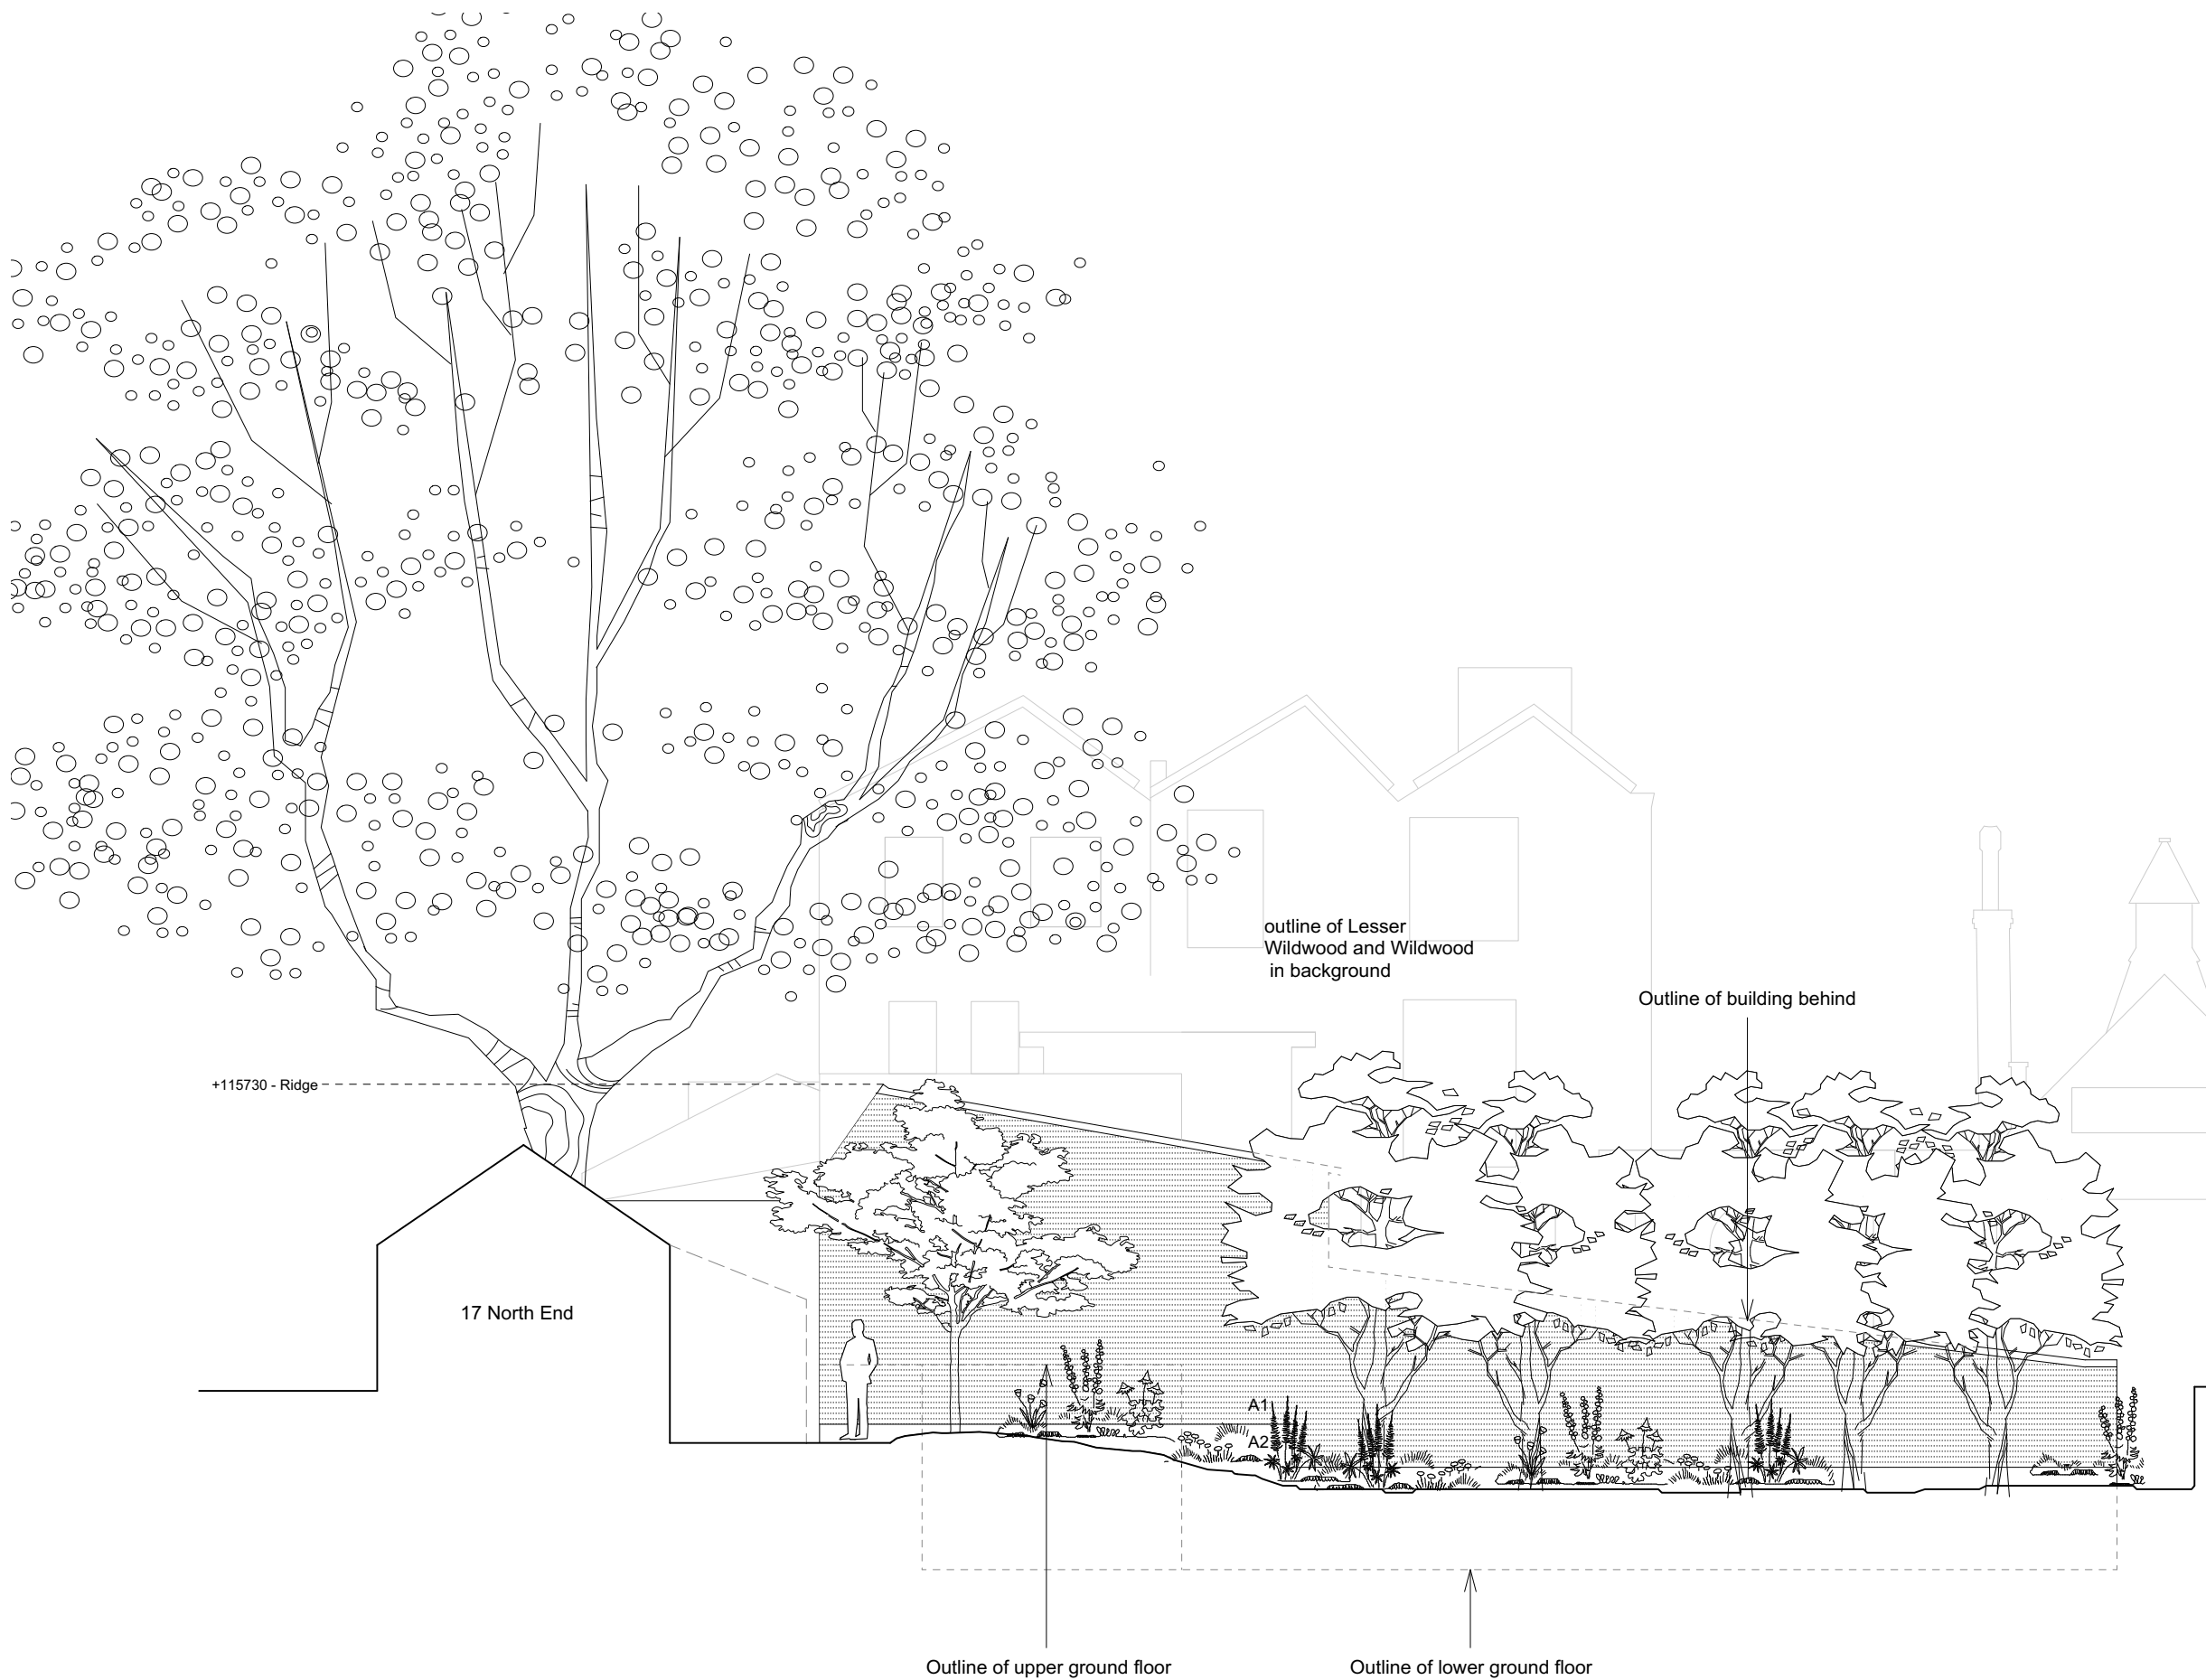 outline of Lesser
Wildwood and Wildwood
in background
Outline of building behind
+115730 - Ridge
17 North End
A1
A2
Outline of upper ground floor
Outline of lower ground floor